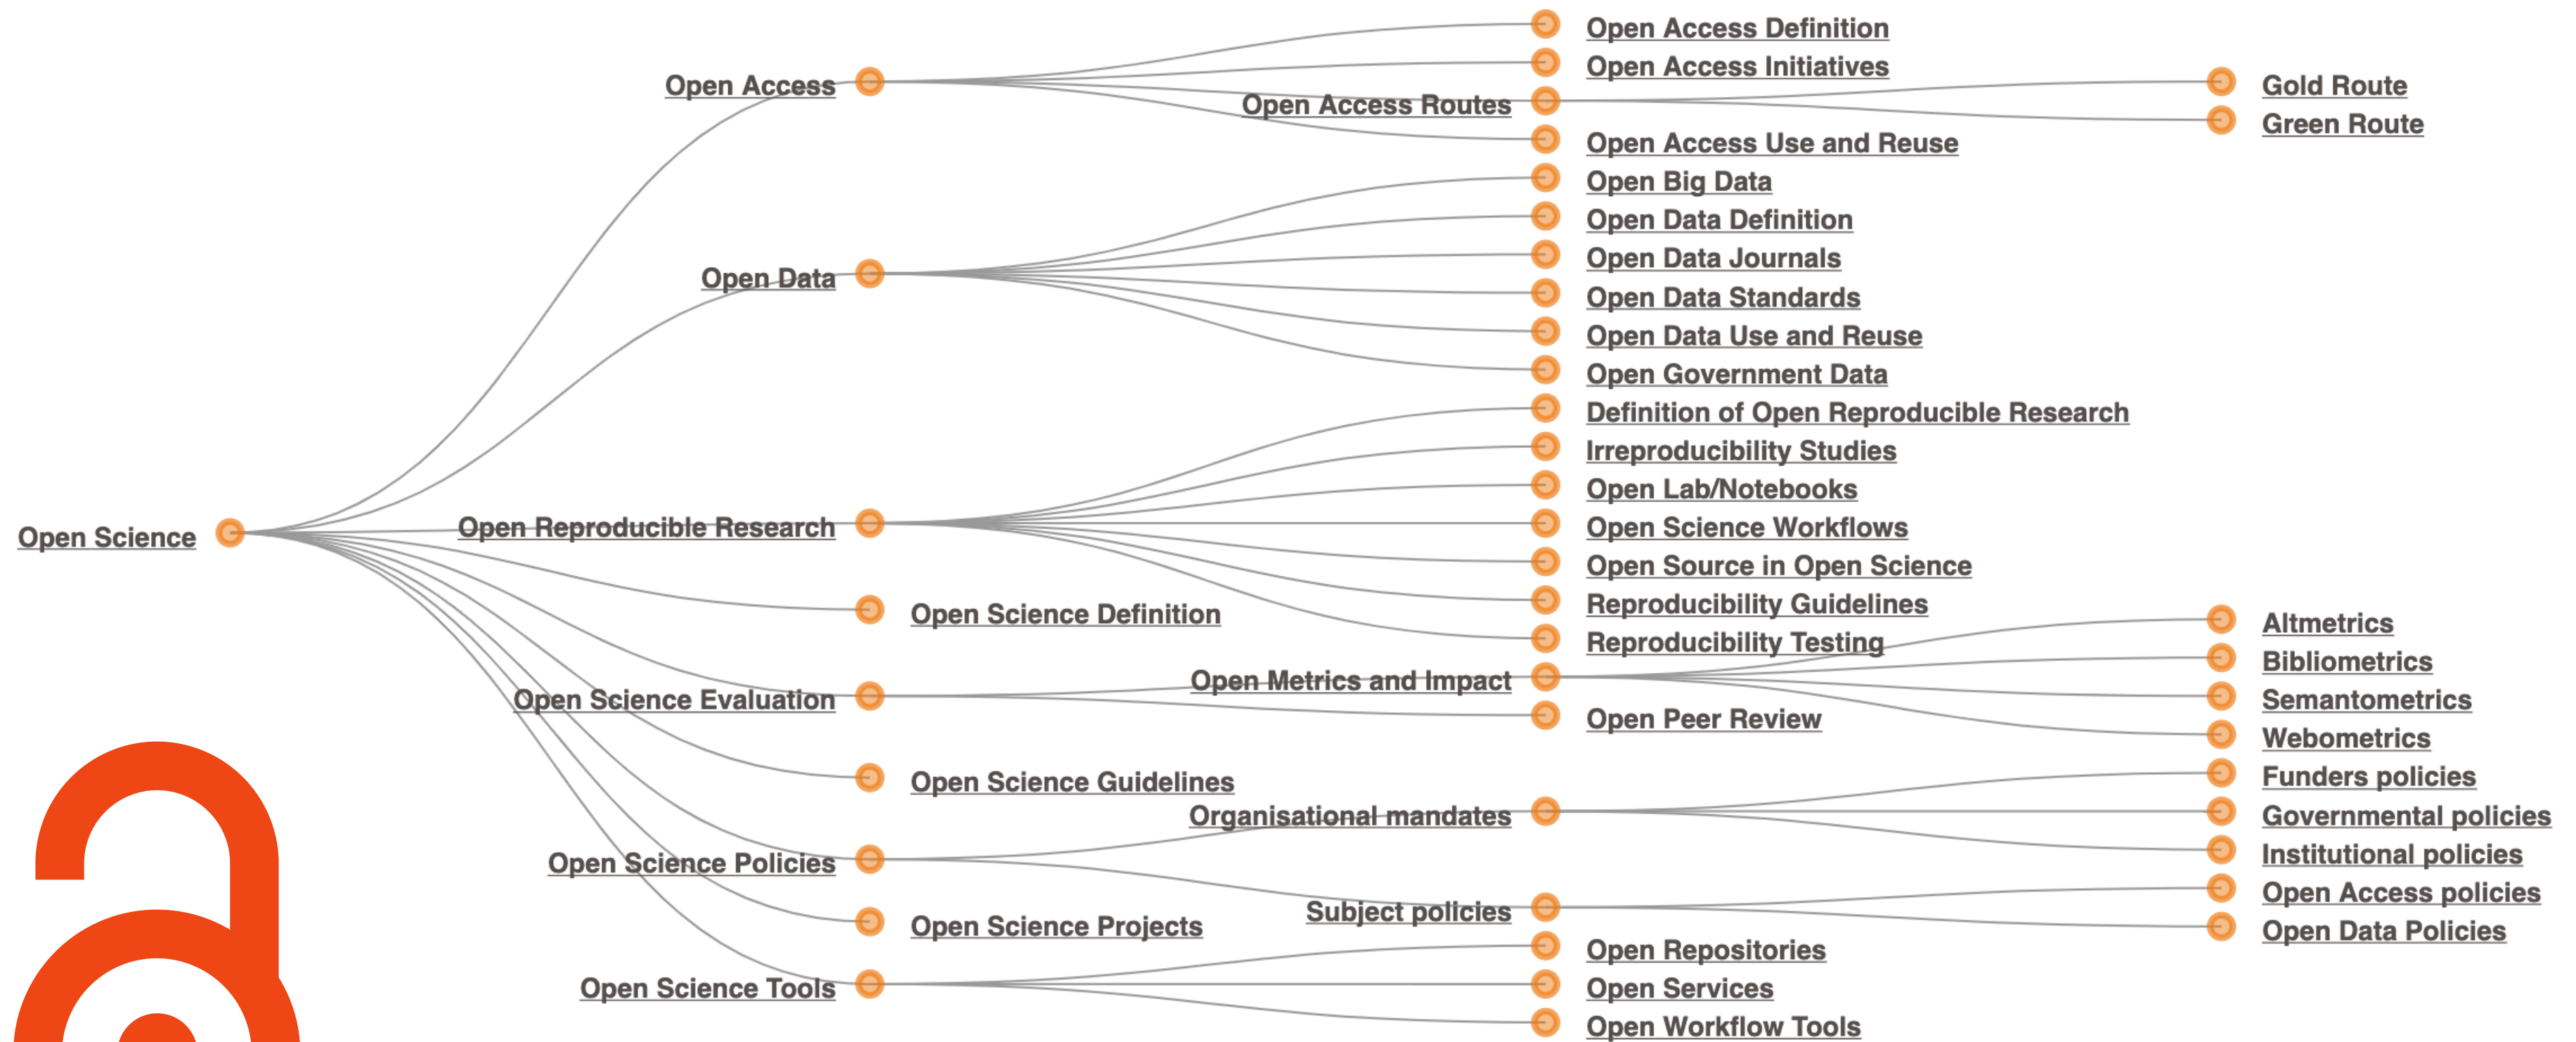 Open Science
Open Access
Open Access Definition
Open Access Initiatives
Open Access Routes
Gold Route
Green Route
Open Access Use and Reuse
Open Data
Open Big Data
Open Data Definition
Open Data Journals
Open Data Standards
Open Data Use and Reuse
Open Government Data
Open Reproducible Research
Definition of Open Reproducible Research
Irreproducibility Studies
Open Lab/Notebooks
Open Science Workflows
Open Source in Open Science
Reproducibility Guidelines
Reproducibility Testing
Open Science Definition
Open Science Evaluation
Open Metrics and Impact
Altmetrics
Bibliometrics
Semantometrics
Webometrics
Open Peer Review
Open Science Guidelines
Open Science Policies
Organisational mandates
Funders policies
Governmental policies
Institutional policies
Subject policies
Open Access policies
Open Data Policies
Open Science Projects
Open Science Tools
Open Repositories
Open Services
Open Workflow Tools